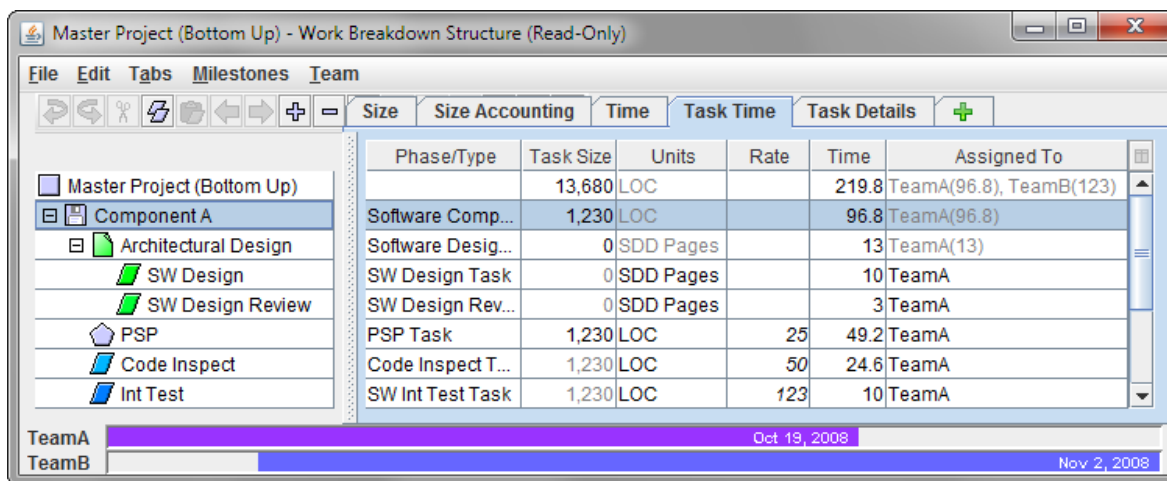 Master Project (Bottom Up) - Work Breakdown Structure (Read-Only)
File Edit Tabs Milestones Team
Size Size Accounting Time Task Time Task Details
Phase/Type Task Size Units Rate Time Assigned To
Master Project (Bottom Up) 13,680 LOC 219.8 TeamA(96.8), TeamB(123)
Component A Software Comp... 1,230 LOC 96.8 TeamA(96.8)
Architectural Design Software Desig... 0 SDD Pages 13 TeamA(13)
SW Design SW Design Task 0 SDD Pages 10 TeamA
SW Design Review SW Design Rev... 0 SDD Pages 3 TeamA
PSP PSP Task 1,230 LOC 25 49.2 TeamA
Code Inspect Code Inspect T... 1,230 LOC 50 24.6 TeamA
Int Test SW Int Test Task 1,230 LOC 123 10 TeamA
TeamA Oct 19, 2008
TeamB Nov 2, 2008